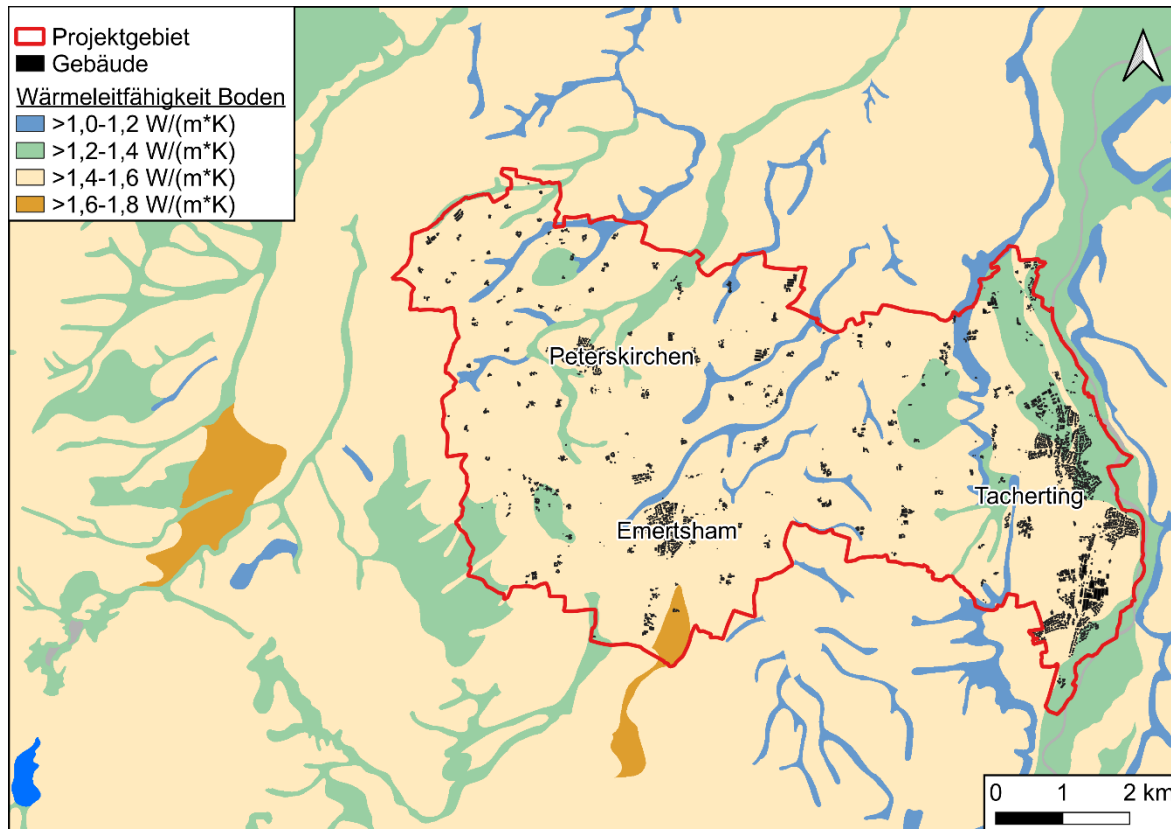 Projektgebiet
Gebäude
Wärmeleitfähigkeit Boden
>1,0-1,2 W/(m*K)
>1,2-1,4 W/(m*K)
>1,4-1,6 W/(m*K)
>1,6-1,8 W/(m*K)
Peterskirchen
Tacherting
Emertsham
0 1 2 km